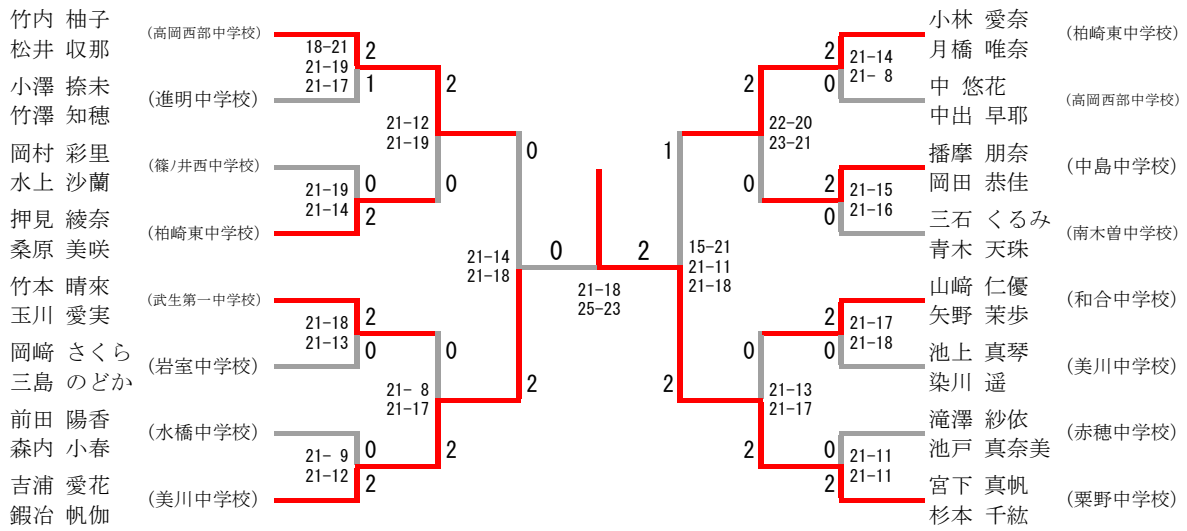 竹内 柚子
松井 収那
(高岡西部中学校)
小澤 捺未
竹澤 知穂
(進明中学校)
岡村 彩里
水上 沙蘭
(篠ノ井西中学校)
押見 綾奈
桑原 美咲
(柏崎東中学校)
竹本 晴來
玉川 愛実
(武生第一中学校)
岡﨑 さくら
三島 のどか
(岩室中学校)
前田 陽香
森内 小春
(水橋中学校)
吉浦 愛花
鍜冶 帆伽
(美川中学校)
18-21
21-19
21-17
2
1
21-19
21-14
0
2
21-18
21-13
2
0
21- 9
21-12
0
2
21-12
21-19
2
0
21- 8
21-17
0
2
21-14
21-18
0
2
0
2
21-18
25-23
1
2
15-21
21-11
21-18
2
0
22-20
23-21
0
2
21-13
21-17
2
0
21-14
21- 8
2
0
21-15
21-16
2
0
21-17
21-18
0
2
21-11
21-11
小林 愛奈
月橋 唯奈
(柏崎東中学校)
中 悠花
中出 早耶
(高岡西部中学校)
播摩 朋奈
岡田 恭佳
(中島中学校)
三石 くるみ
青木 天珠
(南木曽中学校)
山﨑 仁優
矢野 茉歩
(和合中学校)
池上 真琴
染川 遥
(美川中学校)
滝澤 紗依
池戸 真奈美
(赤穂中学校)
宮下 真帆
杉本 千紘
(粟野中学校)